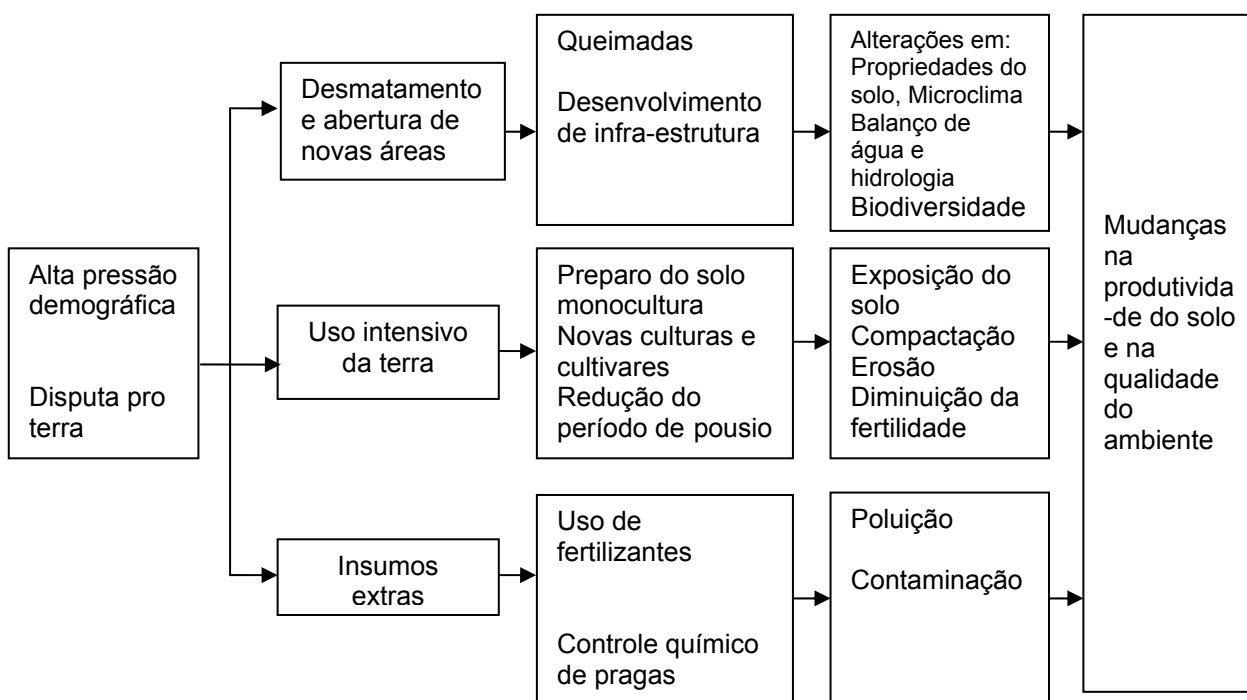 Alta pressão
demográfica
Disputa pro
terra
Desmatamento
e abertura de
novas áreas
Queimadas
Desenvolvimento
de infra-estrutura
Alterações em:
Propriedades do
solo, Microclima
Balanço de
água e
hidrologia
Biodiversidade
Uso intensivo
da terra
Preparo do solo
monocultura
Novas culturas e
cultivares
Redução do
período de pousio
Exposição do
solo
Compactação
Erosão
Diminuição da
fertilidade
Insumos
extras
Uso de
fertilizantes
Controle químico
de pragas
Poluição
Contaminação
Mudanças
na
produtivida
-de do solo
e na
qualidade
do
ambiente